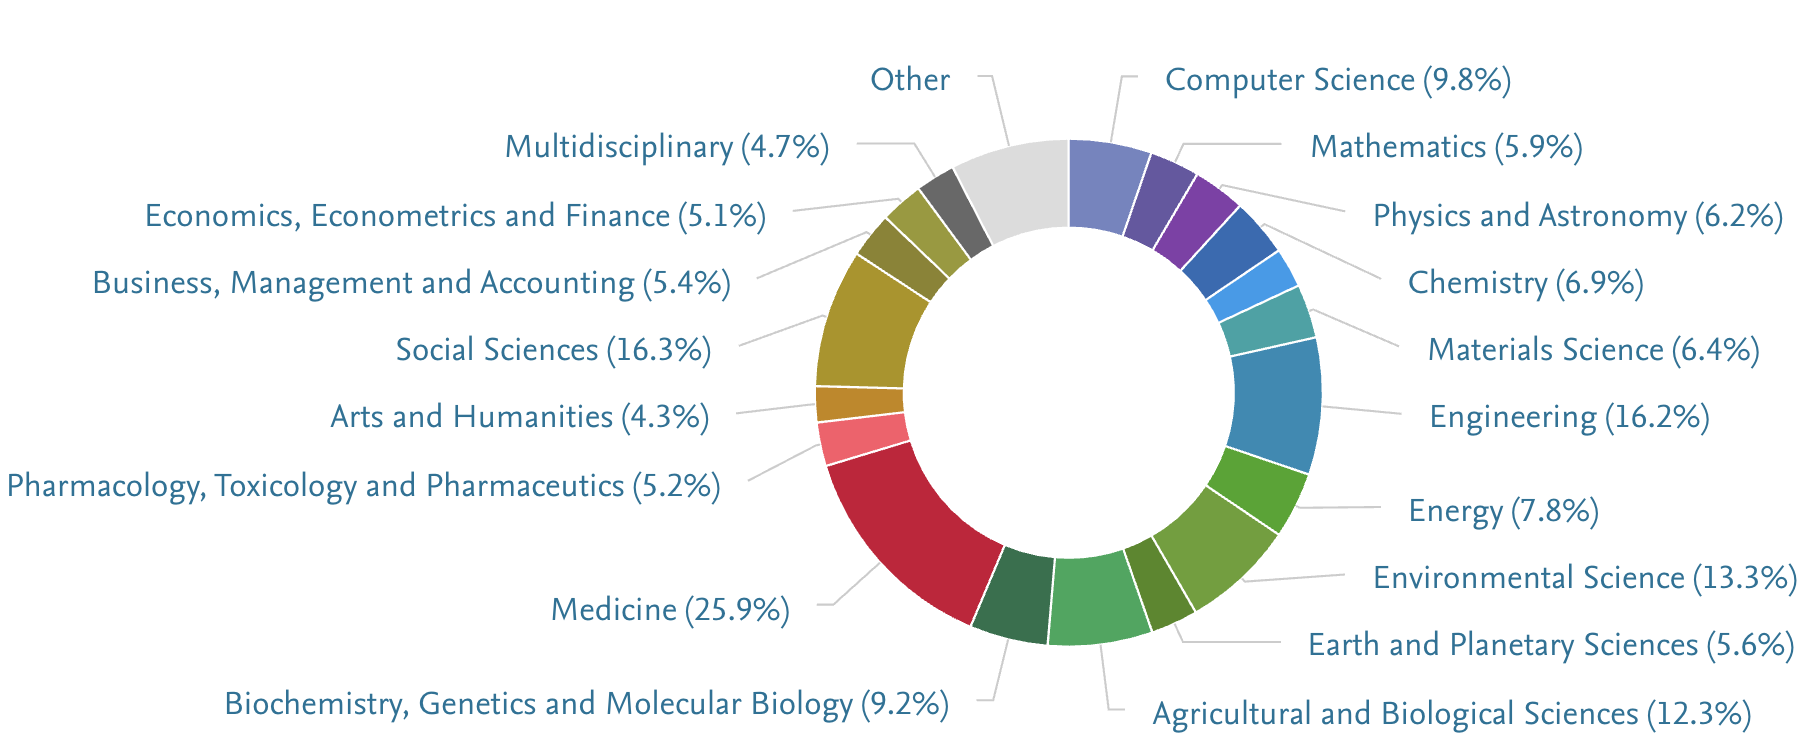 Other
Computer Science (9.8%)
Multidisciplinary (4.7%)
Mathematics (5.9%)
Economics, Econometrics and Finance (5.1%)
Physics and Astronomy (6.2%)
Business, Management and Accounting (5.4%)
Chemistry (6.9%)
Social Sciences (16.3%)
Materials Science (6.4%)
Arts and Humanities (4.3%)
Engineering (16.2%)
Pharmacology, Toxicology and Pharmaceutics (5.2%)
Energy (7.8%)
Environmental Science (13.3%)
Medicine (25.9%)
Earth and Planetary Sciences (5.6%)
Biochemistry, Genetics and Molecular Biology (9.2%)
Agricultural and Biological Sciences (12.3%)